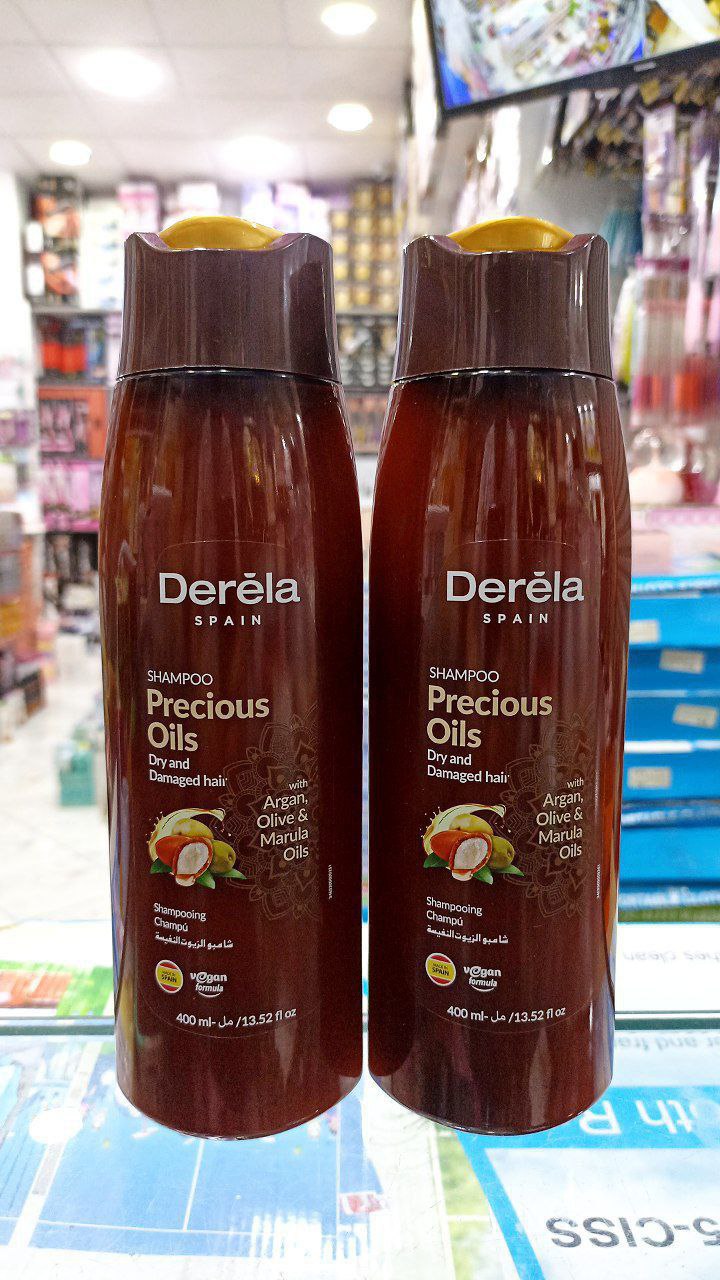 Derēla
SPAIN
SHAMPOO
Precious
Oils
Dry and
Damaged hair
with
Argan,
Olive &
Marula
Oils
Shampooing
Champú
شامبو الزيوت النفيسة
MADE IN
SPAIN
vegan
formula
400 ml- مل /13.52 fl oz
Derēla
SPAIN
SHAMPOO
Precious
Oils
Dry and
Damaged hair
with
Argan,
Olive &
Marula
Oils
Shampooing
Champú
شامبو الزيوت النفيسة
MADE IN
SPAIN
vegan
formula
400 ml- مل /13.52 fl oz
5-CISS